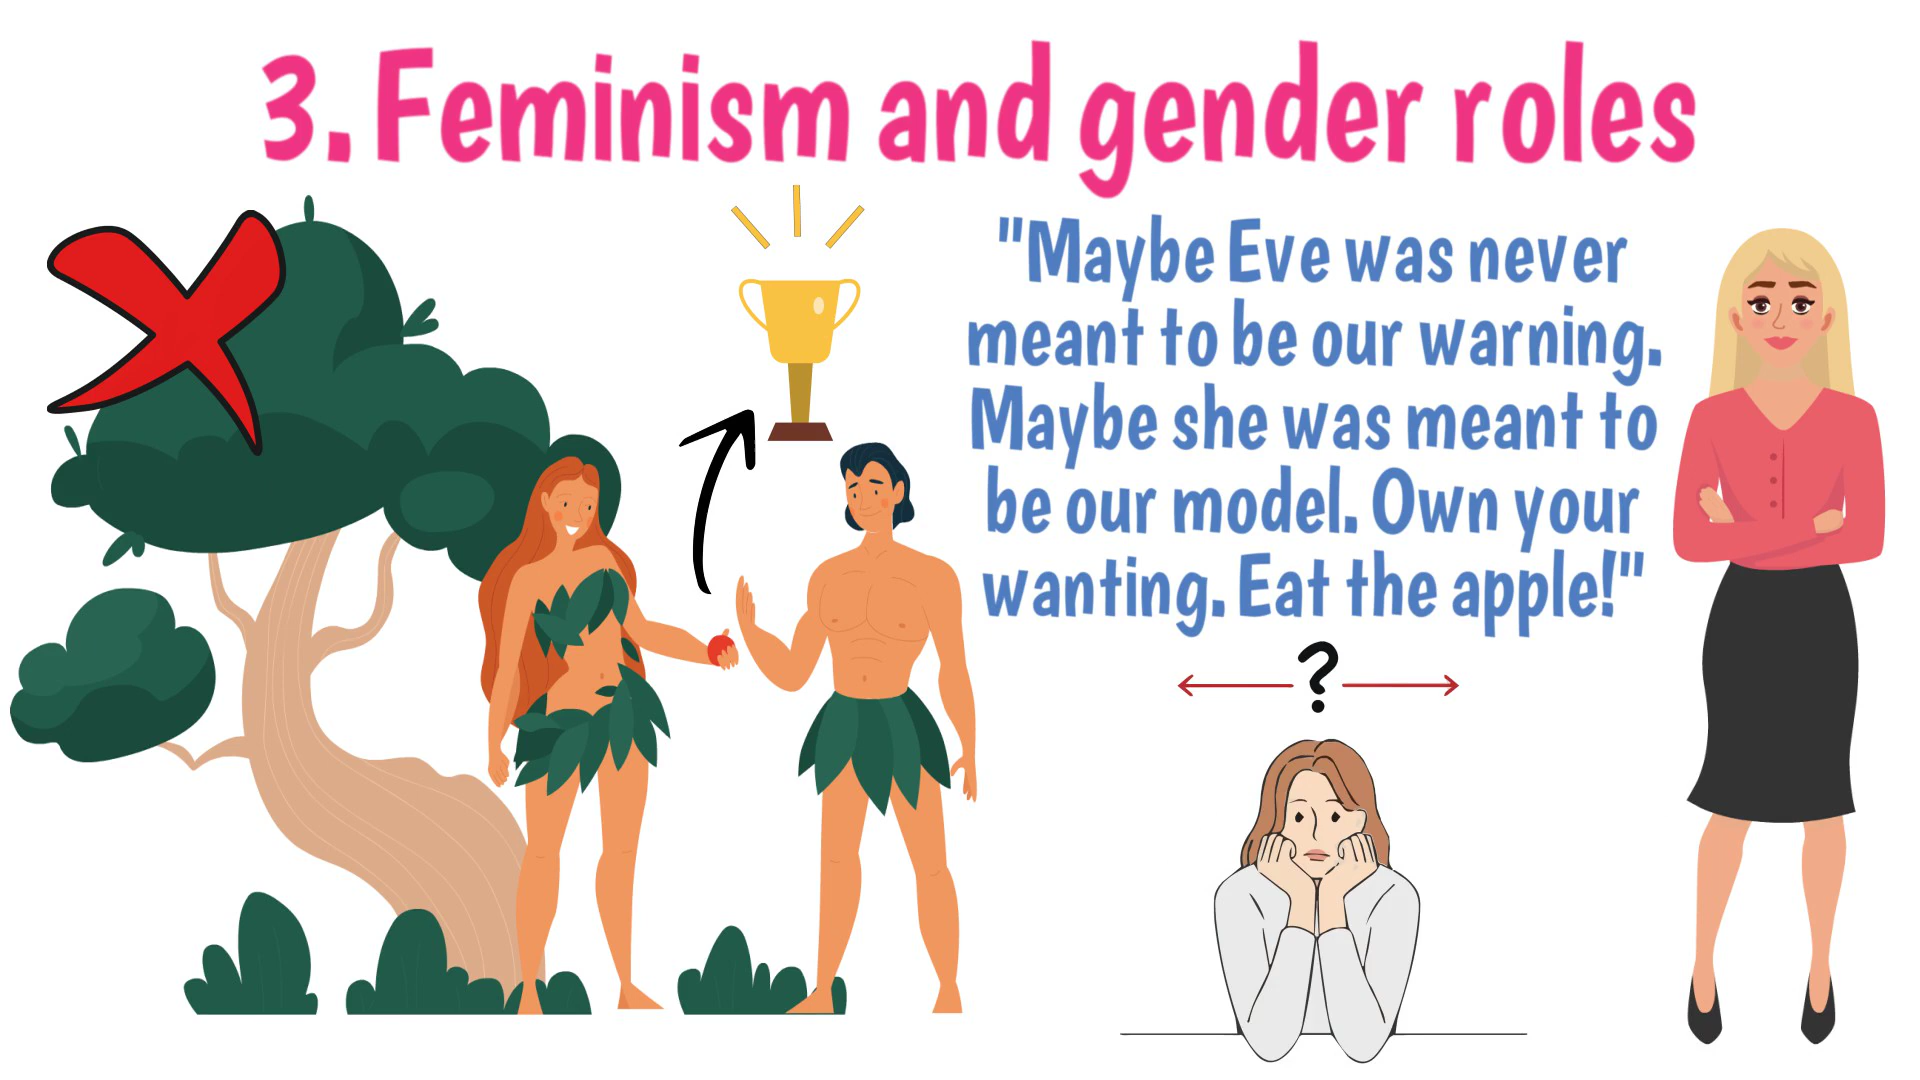 3. Feminism and gender roles
"Maybe Eve was never
meant to be our warning.
Maybe she was meant to
be our model. Own your
wanting. Eat the apple!"
?